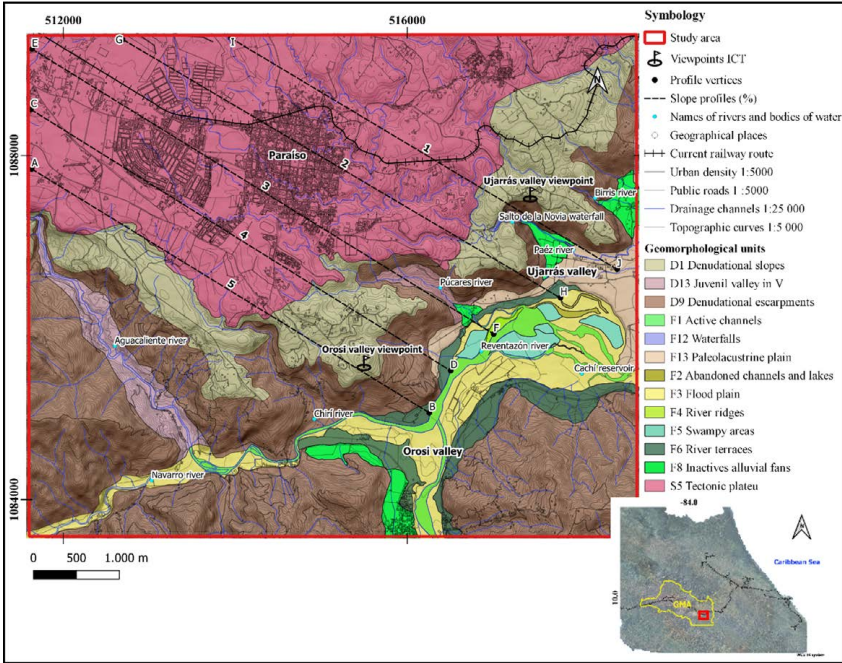 512000
516000
1088000
1084000
E
G
I
C
A
1
2
3
4
5
Paraíso
Ujarrás valley viewpoint
Birris river
Salto de la Novia waterfall
Paéz river
J
Ujarrás valley
Púcares river
H
F
Aguacaliente river
Orosi valley viewpoint
Reventazón river
D
Cachí reservoir
B
Chirí river
Orosi valley
Navarro river
N
0 500 1.000 m
Symbology
Study area
Viewpoints ICT
Profile vertices
Slope profiles (%)
Names of rivers and bodies of water
Geographical places
Current railway route
Urban density 1:5000
Public roads 1 :5000
Drainage channels 1:25 000
Topographic curves 1:5 000
Geomorphological units
D1 Denudational slopes
D13 Juvenil valley in V
D9 Denudational escarpments
F1 Active channels
F12 Waterfalls
F13 Paleolacustrine plain
F2 Abandoned channels and lakes
F3 Flood plain
F4 River ridges
F5 Swampy areas
F6 River terraces
F8 Inactives alluvial fans
S5 Tectonic plateu
-84.0
10.0
Caribbean Sea
GMA